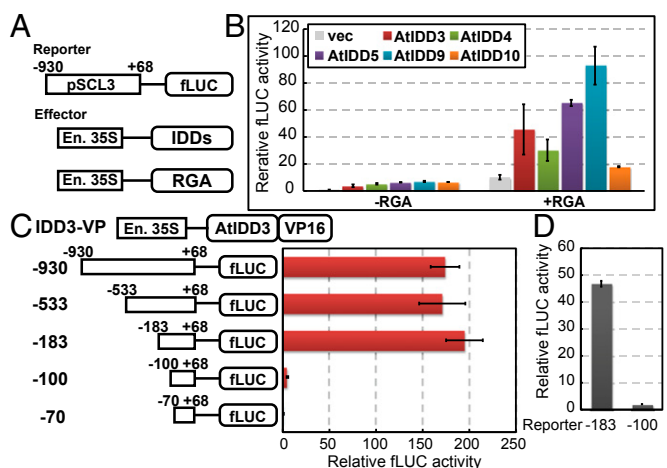 A
Reporter
-930 +68
pSCL3 fLUC
Effector
En. 35S IDDs
En. 35S RGA
B
Rerative fLUC activity
120
100
80
60
40
20
0
vec AtIDD3 AtIDD4
AtIDD5 AtIDD9 AtIDD10
-RGA +RGA
C
IDD3-VP En. 35S AtIDD3 VP16
-930 -930 +68 fLUC
-533 -533 +68 fLUC
-183 -183 +68 fLUC
-100 -100 +68 fLUC
-70 -70 +68 fLUC
0 50 100 150 200 250
Relative fLUC activity
D
Relative fLUC activity
60
50
40
30
20
10
0
Reporter -183 -100